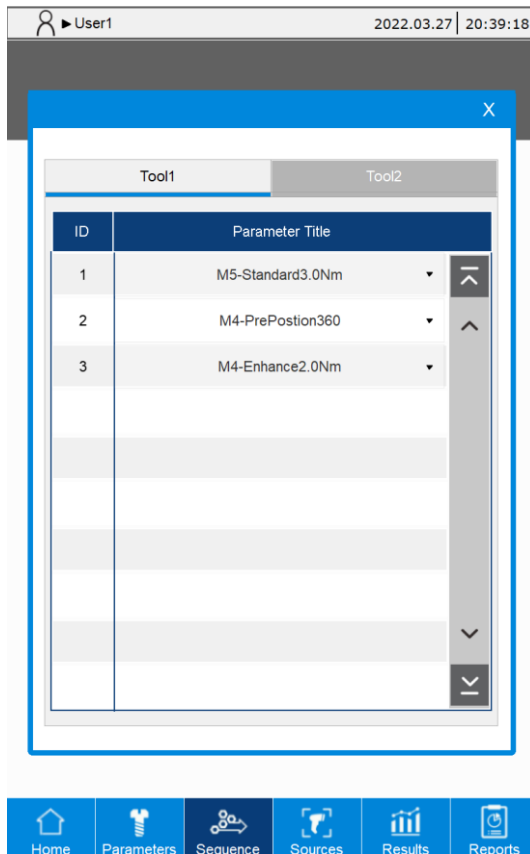 ►User1 2022.03.27 20:39:18
X
Tool1 Tool2
ID Parameter Title
1 M5-Standard3.0Nm
2 M4-PrePostion360
3 M4-Enhance2.0Nm
Home Parameters Sequence Sources Results Reports